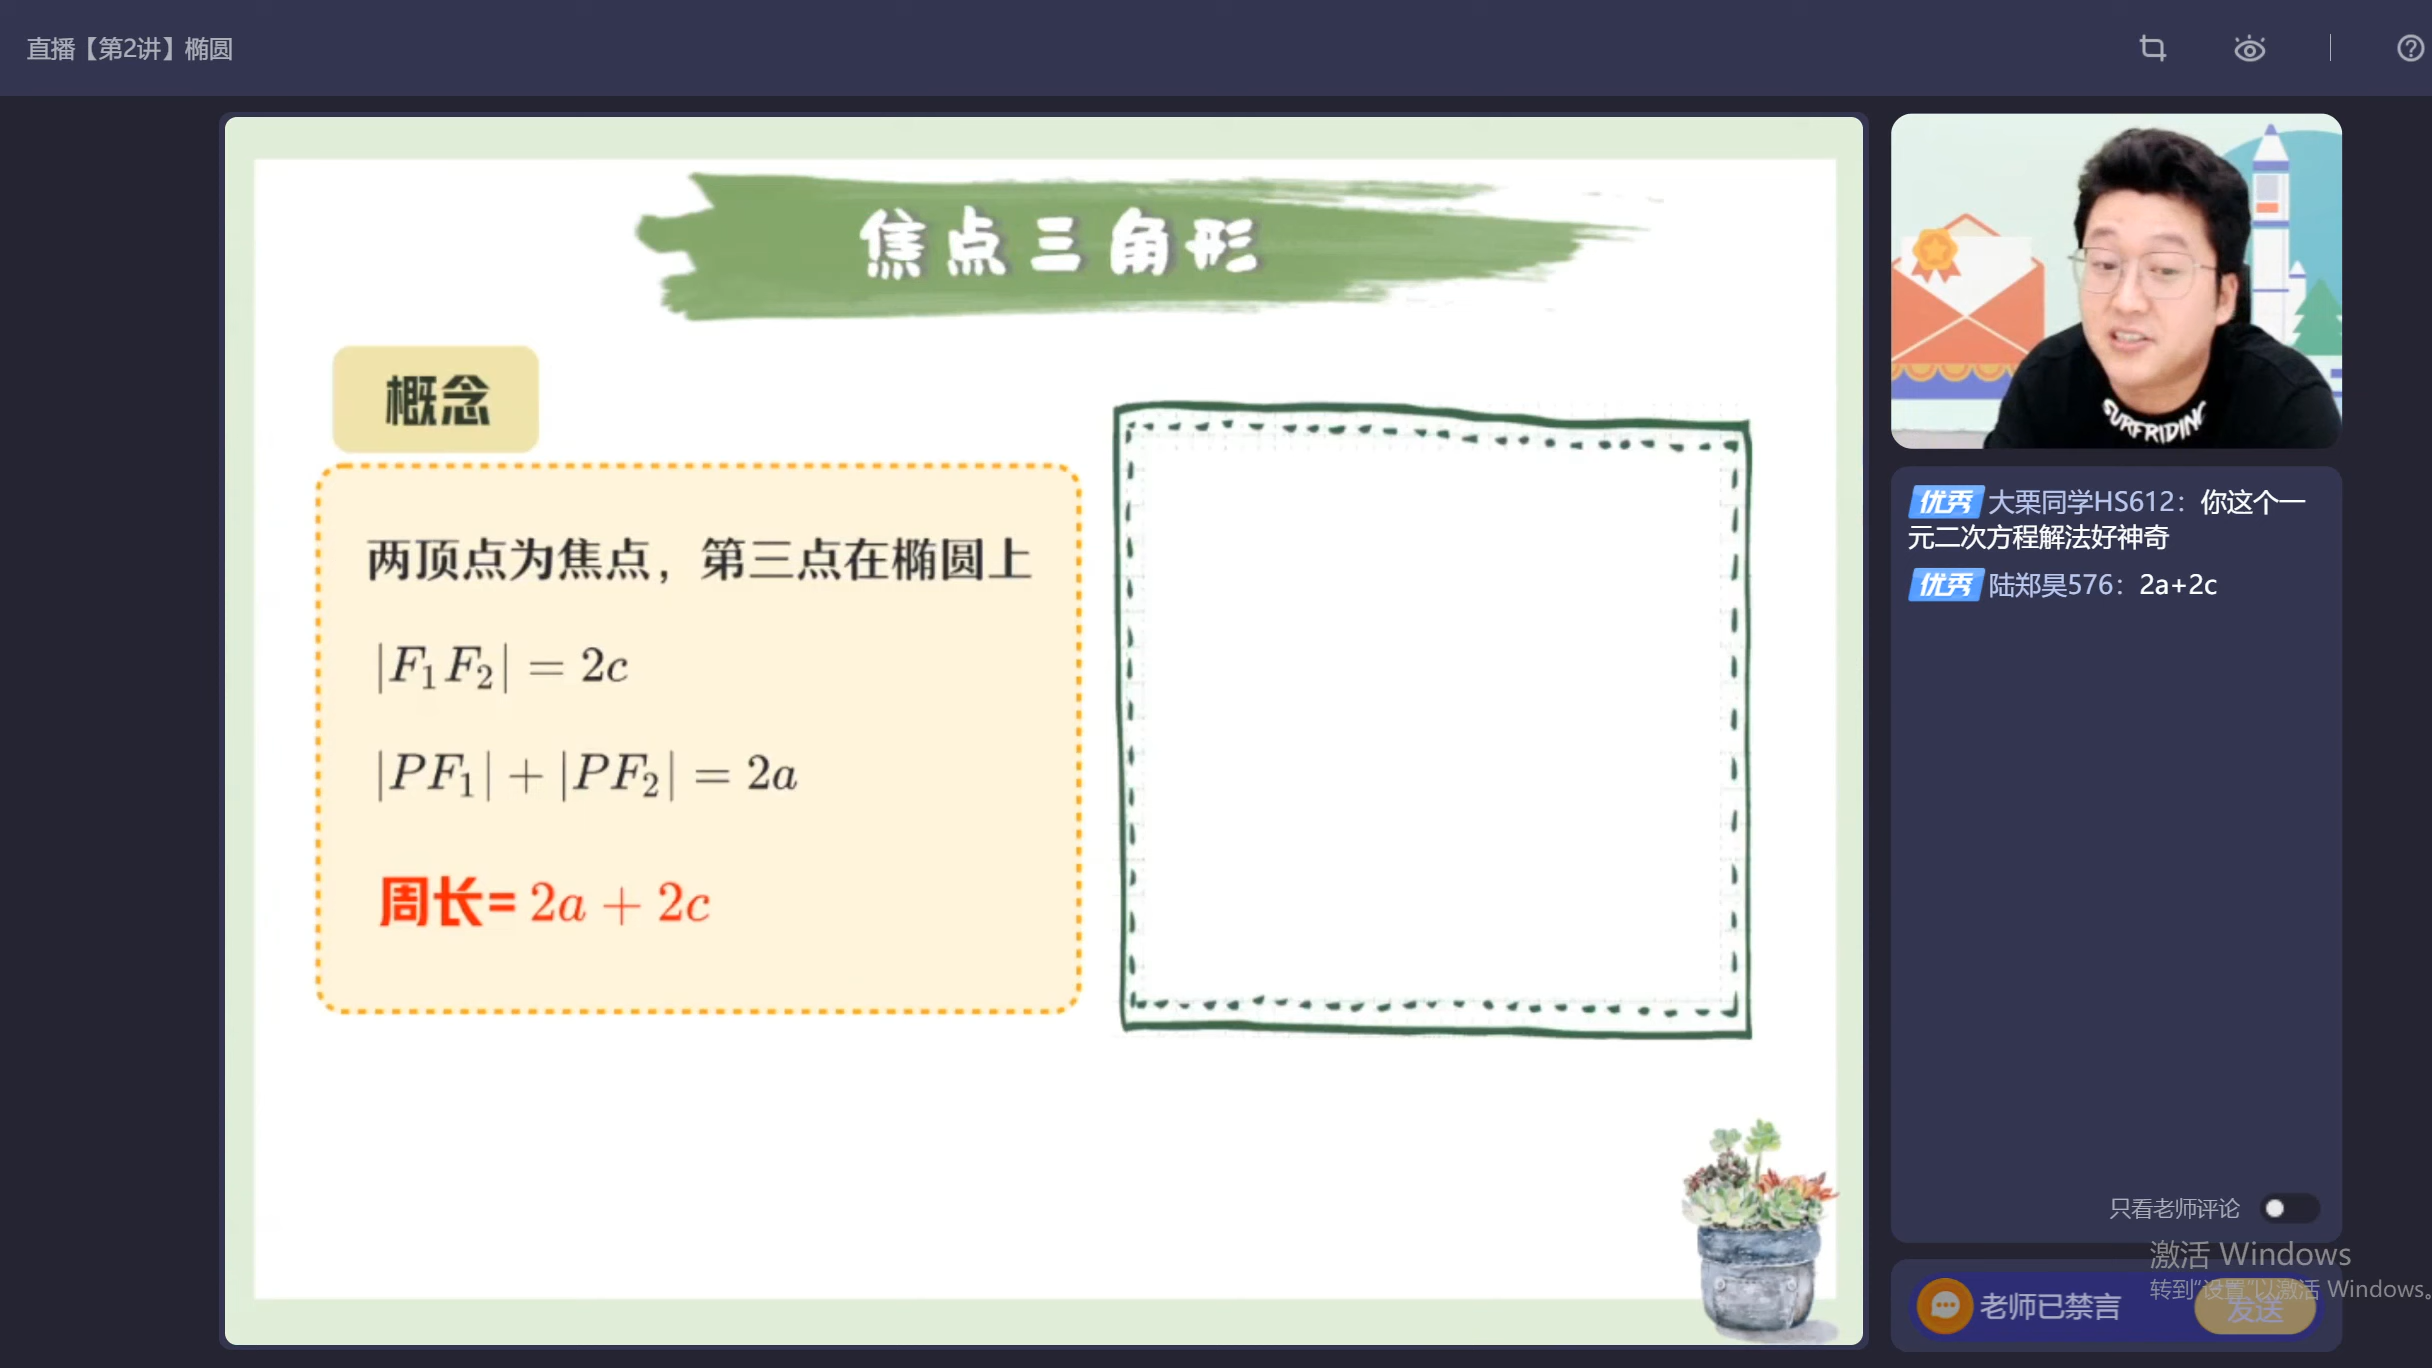 直播【第2讲】椭圆
焦点三角形
概念
两顶点为焦点，第三点在椭圆上
|F₁F₂| = 2c
|PF₁| + |PF₂| = 2a
周长= 2a + 2c
SURFRIDING
优秀 大栗同学HS612：你这个一
元二次方程解法好神奇
优秀 陆郑昊576：2a+2c
只看老师评论
激活 Windows
转到"设置"以激活 Windows。
老师已禁言
发送